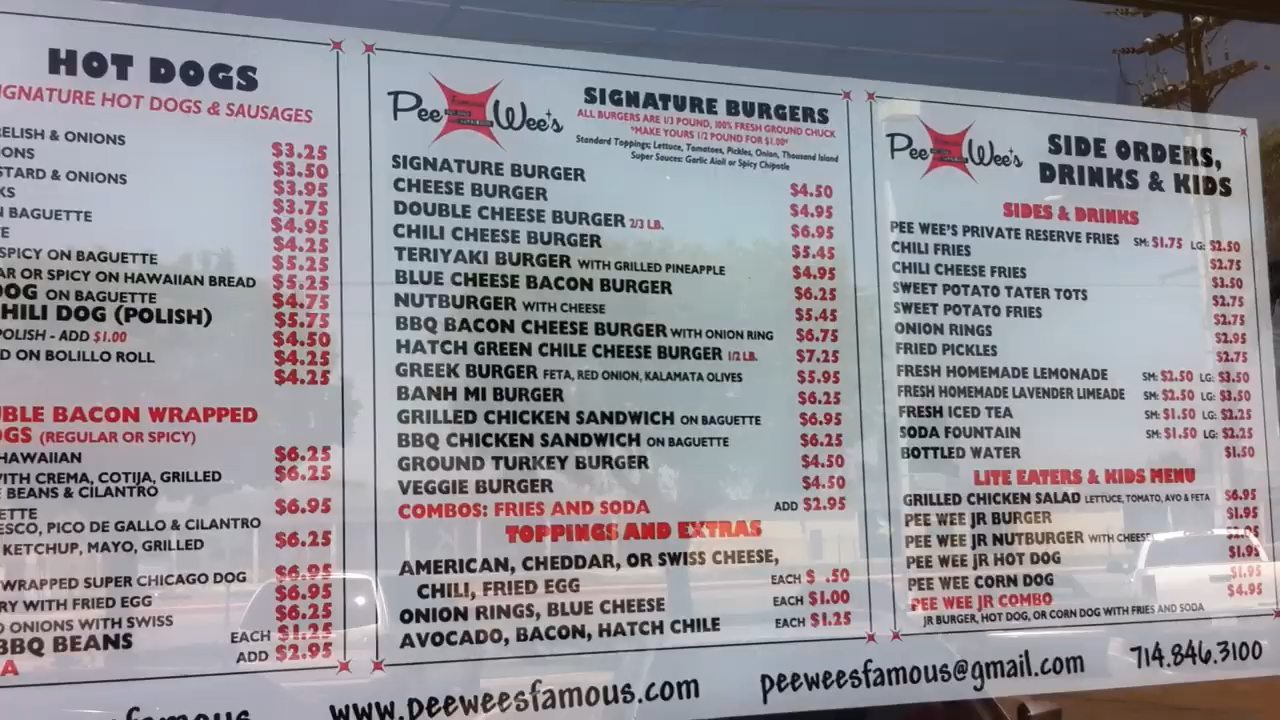 HOT DOGS
SIGNATURE HOT DOGS & SAUSAGES
RELISH & ONIONS $3.25
$3.50
MUSTARD & ONIONS $3.95
$3.75
BAGUETTE $4.95
$4.25
SPICY ON BAGUETTE $5.25
OR SPICY ON HAWAIIAN BREAD $5.25
DOG ON BAGUETTE $4.75
CHILI DOG (POLISH) $5.75
POLISH - ADD $1.00 $4.50
ON BOLILLO ROLL $4.25
$4.25
BACON WRAPPED
(REGULAR OR SPICY)
HAWAIIAN $6.25
WITH CREMA, COTIJA, GRILLED $6.25
BEANS & CILANTRO
$6.95
PICO DE GALLO & CILANTRO
KETCHUP, MAYO, GRILLED $6.25
WRAPPED SUPER CHICAGO DOG $6.95
WITH FRIED EGG $6.95
ONIONS WITH SWISS $6.25
BBQ BEANS EACH $1.25
ADD $2.95
Pee Famous Wee's
SIGNATURE BURGERS
ALL BURGERS ARE 1/3 POUND, 100% FRESH GROUND CHUCK
*MAKE YOURS 1/2 POUND FOR $1.00*
Standard Toppings: Lettuce, Tomatoes, Pickles, Onion, Thousand Island
Super Sauces: Garlic Aioli or Spicy Chipotle
SIGNATURE BURGER $4.50
CHEESE BURGER $4.95
DOUBLE CHEESE BURGER 2/3 LB. $6.95
CHILI CHEESE BURGER $5.45
TERIYAKI BURGER WITH GRILLED PINEAPPLE $4.95
BLUE CHEESE BACON BURGER $6.25
NUTBURGER WITH CHEESE $5.45
BBQ BACON CHEESE BURGER WITH ONION RING $6.75
HATCH GREEN CHILE CHEESE BURGER 1/2 LB. $7.25
GREEK BURGER FETA, RED ONION, KALAMATA OLIVES $5.95
BANH MI BURGER $6.25
GRILLED CHICKEN SANDWICH ON BAGUETTE $6.95
BBQ CHICKEN SANDWICH ON BAGUETTE $6.25
GROUND TURKEY BURGER $4.50
VEGGIE BURGER $4.50
COMBOS: FRIES AND SODA ADD $2.95
TOPPINGS AND EXTRAS
AMERICAN, CHEDDAR, OR SWISS CHEESE,
CHILI, FRIED EGG EACH $ .50
ONION RINGS, BLUE CHEESE EACH $1.00
AVOCADO, BACON, HATCH CHILE EACH $1.25
Pee Wee's
SIDE ORDERS,
DRINKS & KIDS
SIDES & DRINKS
PEE WEE'S PRIVATE RESERVE FRIES SM: $1.75 LG: $2.50
CHILI FRIES $2.75
CHILI CHEESE FRIES $3.50
SWEET POTATO TATER TOTS $2.75
SWEET POTATO FRIES $2.75
ONION RINGS $2.95
FRIED PICKLES $2.75
FRESH HOMEMADE LEMONADE SM: $2.50 LG: $3.50
FRESH HOMEMADE LAVENDER LIMEADE SM: $2.50 LG: $3.50
FRESH ICED TEA SM: $1.50 LG: $2.25
SODA FOUNTAIN SM: $1.50 LG: $2.25
BOTTLED WATER $1.50
LITE EATERS & KIDS MENU
GRILLED CHICKEN SALAD LETTUCE, TOMATO, AVO & FETA $6.95
PEE WEE JR BURGER $1.95
PEE WEE JR NUTBURGER WITH CHEESE
PEE WEE JR HOT DOG $1.95
PEE WEE CORN DOG $1.95
PEE WEE JR COMBO $4.95
JR BURGER, HOT DOG, OR CORN DOG WITH FRIES AND SODA
www.peeweesfamous.com
peeweesfamous@gmail.com
714.846.3100